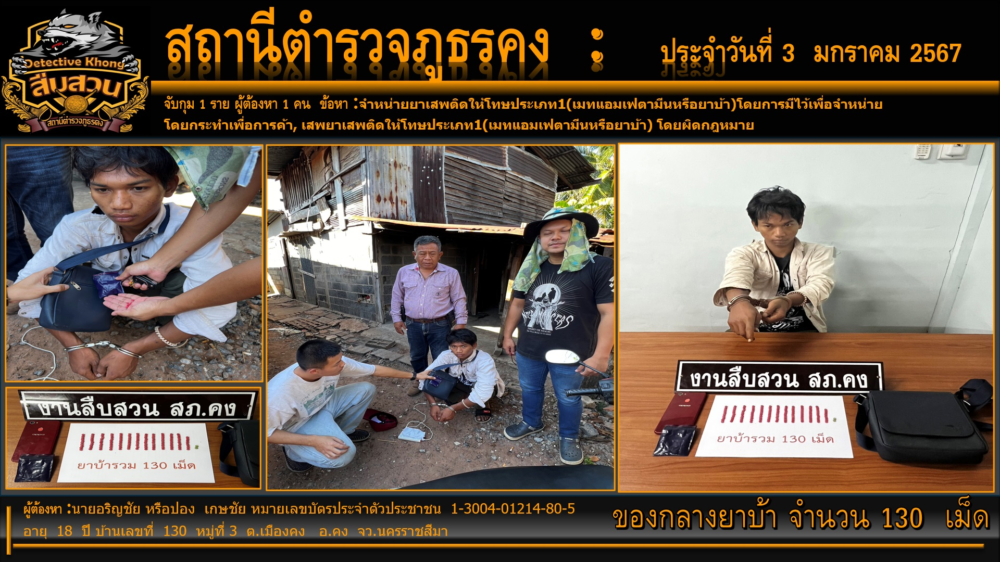 Detective Khong
สืบสวน
สถานีตำรวจภูธรคง
สถานีตำรวจภูธรคง :
ประจำวันที่ 3 มกราคม 2567
จับกุม 1 ราย ผู้ต้องหา 1 คน ข้อหา :จำหน่ายยาเสพติดให้โทษประเภท1(เมทแอมเฟตามีนหรือยาบ้า)โดยการมีไว้เพื่อจำหน่าย
โดยกระทำเพื่อการค้า, เสพยาเสพติดให้โทษประเภท1(เมทแอมเฟตามีนหรือยาบ้า) โดยผิดกฎหมาย
NIGHT OF MAGIC
งานสืบสวน สภ.คง
oppo
ยาบ้ารวม 130 เม็ด
งานสืบสวน สภ.คง
ยาบ้ารวม 130 เม็ด
ผู้ต้องหา :นายอริญชัย หรือปอง เกษชัย หมายเลขบัตรประจำตัวประชาชน 1-3004-01214-80-5
อายุ 18 ปี บ้านเลขที่ 130 หมู่ที่ 3 ต.เมืองคง อ.คง จว.นครราชสีมา
ของกลางยาบ้า จำนวน 130 เม็ด